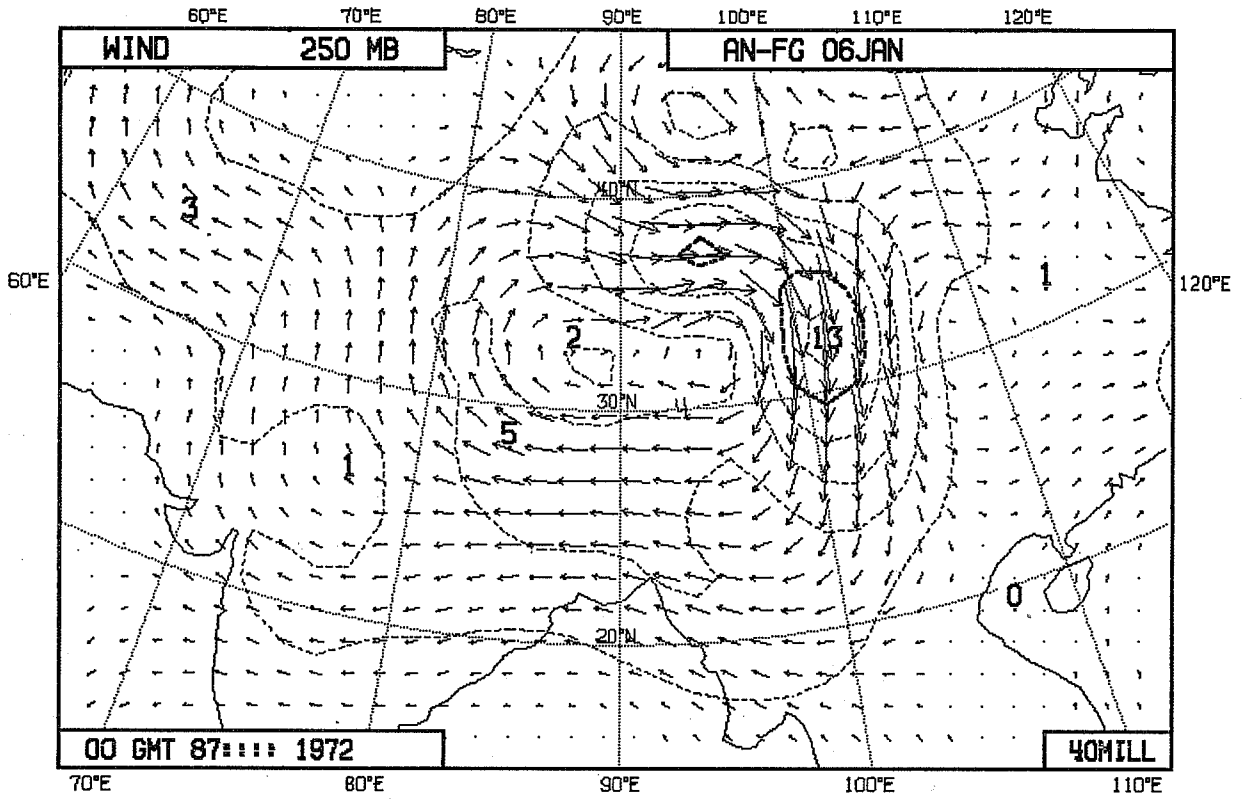 60°E 70°E 80°E 90°E 100°E 110°E 120°E
WIND 250 MB AN-FG 06JAN
40°N
3
60°E 1 120°E
2 13
30°N
5
1
0
20°N
00 GMT 87:::: 1972 40MILL
70°E 80°E 90°E 100°E 110°E